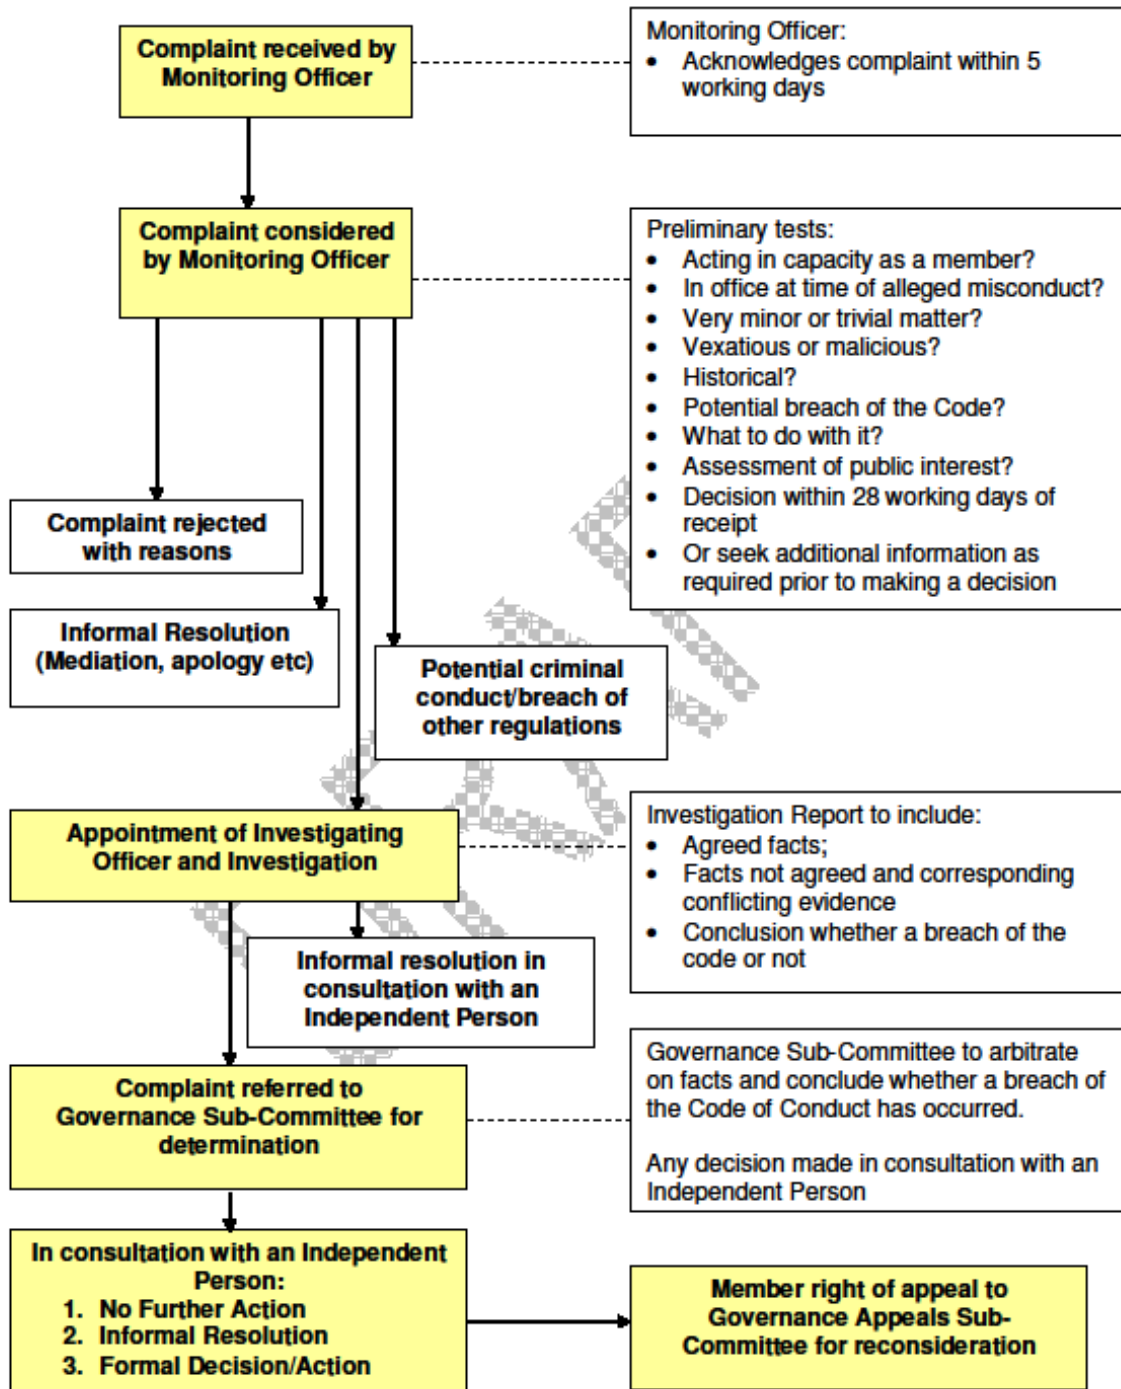 Complaint received by
Monitoring Officer
Monitoring Officer:
• Acknowledges complaint within 5
working days
Complaint considered
by Monitoring Officer
Preliminary tests:
• Acting in capacity as a member?
• In office at time of alleged misconduct?
• Very minor or trivial matter?
• Vexatious or malicious?
• Historical?
• Potential breach of the Code?
• What to do with it?
• Assessment of public interest?
• Decision within 28 working days of
receipt
• Or seek additional information as
required prior to making a decision
Complaint rejected
with reasons
Informal Resolution
(Mediation, apology etc)
Potential criminal
conduct/breach of
other regulations
Appointment of Investigating
Officer and Investigation
Investigation Report to include:
• Agreed facts;
• Facts not agreed and corresponding
conflicting evidence
• Conclusion whether a breach of the
code or not
Informal resolution in
consultation with an
Independent Person
Complaint referred to
Governance Sub-Committee for
determination
Governance Sub-Committee to arbitrate
on facts and conclude whether a breach of
the Code of Conduct has occurred.
Any decision made in consultation with an
Independent Person
In consultation with an Independent
Person:
1. No Further Action
2. Informal Resolution
3. Formal Decision/Action
Member right of appeal to
Governance Appeals Sub-
Committee for reconsideration